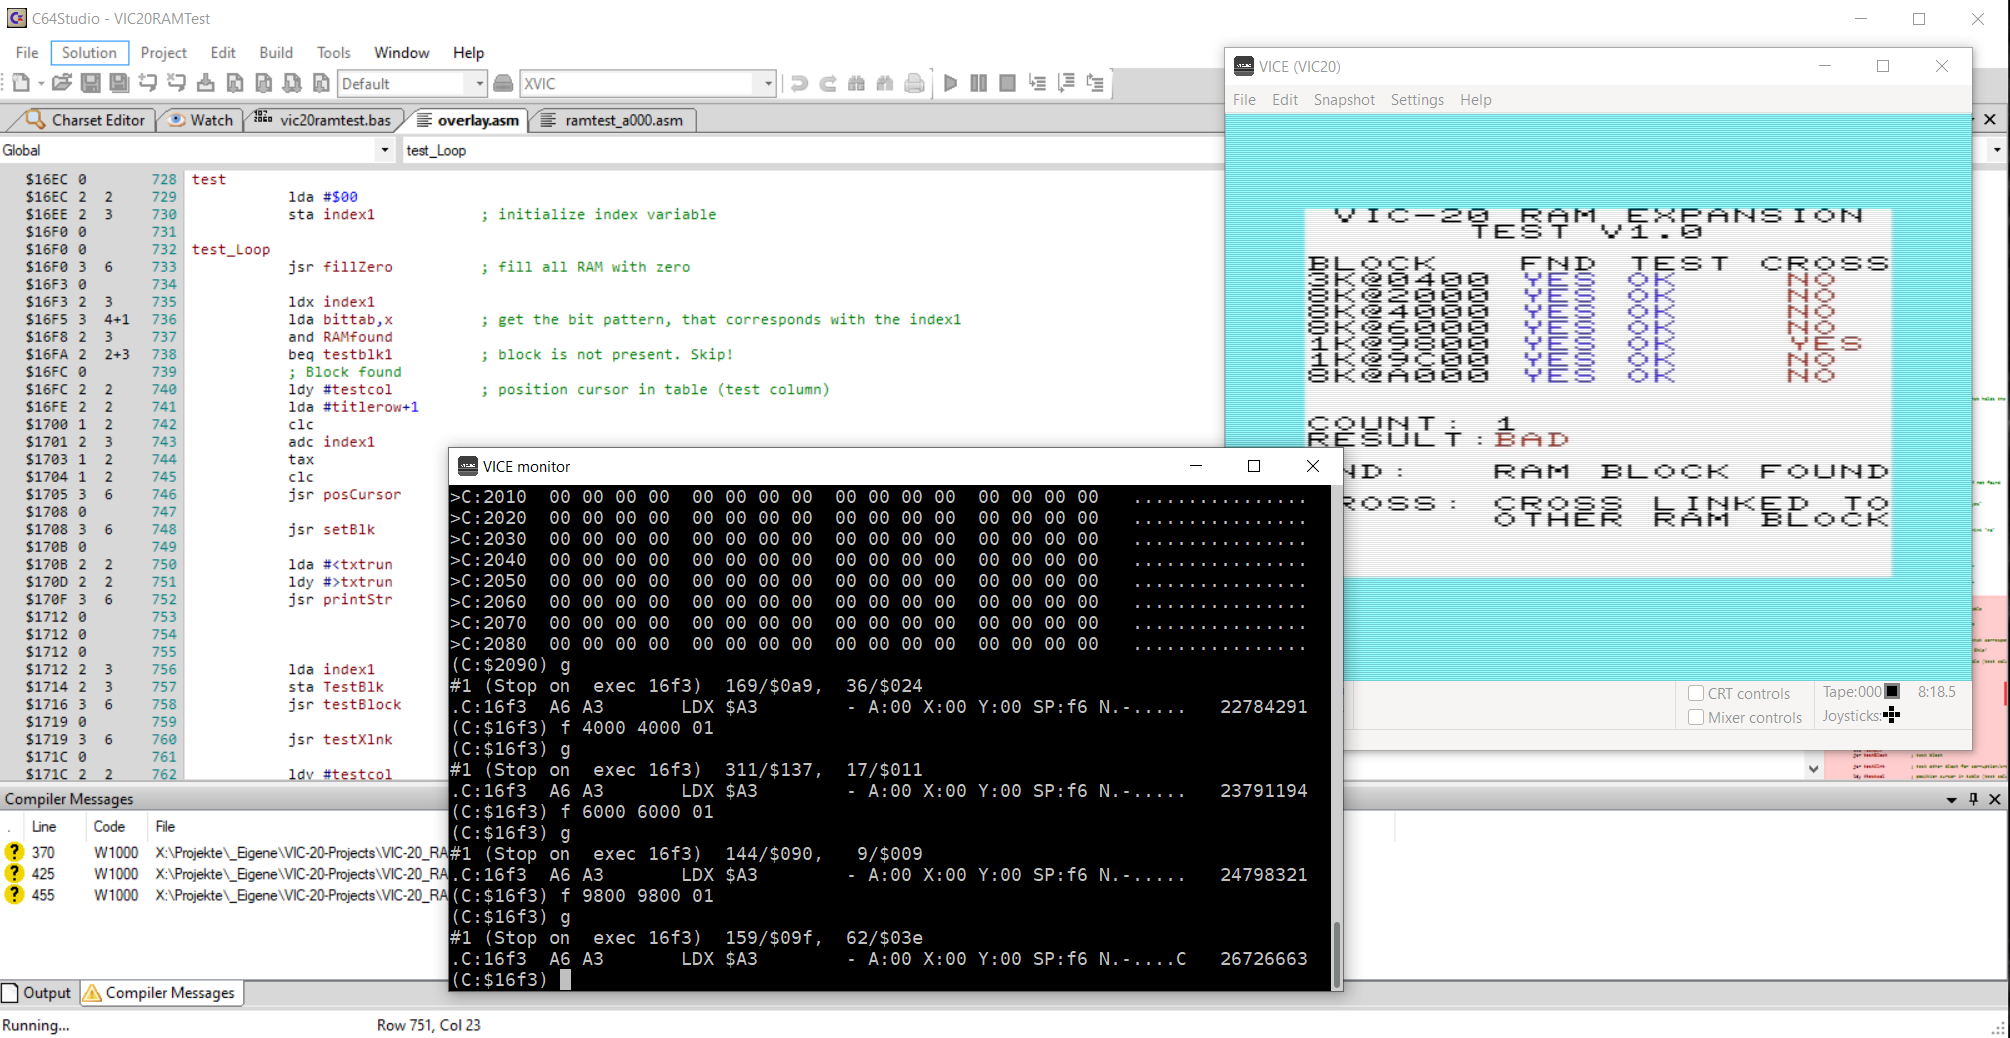 C64Studio - VIC20RAMTest
File Solution Project Edit Build Tools Window Help
Default XVIC
Charset Editor Watch vic20ramtest.bas overlay.asm ramtest_a000.asm
Global test_Loop
$16EC 0 728 test
$16EC 2 2 729 lda #$00
$16EE 2 3 730 sta index1 ; initialize index variable
$16F0 0 731
$16F0 0 732 test_Loop
$16F0 3 6 733 jsr fillZero ; fill all RAM with zero
$16F3 0 734
$16F3 2 3 735 ldx index1
$16F5 3 4+1 736 lda bittab,x ; get the bit pattern, that corresponds with the index1
$16F8 2 3 737 and RAMfound
$16FA 2 2+3 738 beq testblk1 ; block is not present. Skip!
$16FC 0 739 ; Block found
$16FC 2 2 740 ldy #testcol ; position cursor in table (test column)
$16FE 2 2 741 lda #titlerow+1
$1700 1 2 742 clc
$1701 2 3 743 adc index1
$1703 1 2 744 tax
$1704 1 2 745 clc
$1705 3 6 746 jsr posCursor
$1708 0 747
$1708 3 6 748 jsr setBlk
$170B 0 749
$170B 2 2 750 lda #<txtrun
$170D 2 2 751 ldy #>txtrun
$170F 3 6 752 jsr printStr
$1712 0 753
$1712 0 754
$1712 0 755
$1712 2 3 756 lda index1
$1714 2 3 757 sta TestBlk
$1716 3 6 758 jsr testBlock
$1719 0 759
$1719 3 6 760 jsr testXlnk
$171C 0 761
$171C 2 2 762 ldy #testcol
VICE (VIC20)
File Edit Snapshot Settings Help
VIC-20 RAM EXPANSION
TEST V1.0
BLOCK FND TEST CROSS
3K@0400 YES OK NO
8K@2000 YES OK NO
8K@4000 YES OK NO
8K@6000 YES OK NO
1K@9800 YES OK YES
1K@9C00 YES OK NO
8K@A000 YES OK NO
COUNT: 1
RESULT:BAD
ND: RAM BLOCK FOUND
ROSS: CROSS LINKED TO
OTHER RAM BLOCK
CRT controls
Mixer controls
Tape:000 8:18.5
Joysticks:
VICE monitor
>C:2010 00 00 00 00 00 00 00 00 00 00 00 00 00 00 00 00 ................
>C:2020 00 00 00 00 00 00 00 00 00 00 00 00 00 00 00 00 ................
>C:2030 00 00 00 00 00 00 00 00 00 00 00 00 00 00 00 00 ................
>C:2040 00 00 00 00 00 00 00 00 00 00 00 00 00 00 00 00 ................
>C:2050 00 00 00 00 00 00 00 00 00 00 00 00 00 00 00 00 ................
>C:2060 00 00 00 00 00 00 00 00 00 00 00 00 00 00 00 00 ................
>C:2070 00 00 00 00 00 00 00 00 00 00 00 00 00 00 00 00 ................
>C:2080 00 00 00 00 00 00 00 00 00 00 00 00 00 00 00 00 ................
(C:$2090) g
#1 (Stop on exec 16f3) 169/$0a9, 36/$024
.C:16f3 A6 A3 LDX $A3 - A:00 X:00 Y:00 SP:f6 N.-..... 22784291
(C:$16f3) f 4000 4000 01
(C:$16f3) g
#1 (Stop on exec 16f3) 311/$137, 17/$011
.C:16f3 A6 A3 LDX $A3 - A:00 X:00 Y:00 SP:f6 N.-..... 23791194
(C:$16f3) f 6000 6000 01
(C:$16f3) g
#1 (Stop on exec 16f3) 144/$090, 9/$009
.C:16f3 A6 A3 LDX $A3 - A:00 X:00 Y:00 SP:f6 N.-..... 24798321
(C:$16f3) f 9800 9800 01
(C:$16f3) g
#1 (Stop on exec 16f3) 159/$09f, 62/$03e
.C:16f3 A6 A3 LDX $A3 - A:00 X:00 Y:00 SP:f6 N.-....C 26726663
(C:$16f3)
Compiler Messages
. Line Code File
370 W1000 X:\Projekte\_Eigene\VIC-20-Projects\VIC-20_RA
425 W1000 X:\Projekte\_Eigene\VIC-20-Projects\VIC-20_RA
455 W1000 X:\Projekte\_Eigene\VIC-20-Projects\VIC-20_RA
Output Compiler Messages
Running... Row 751, Col 23